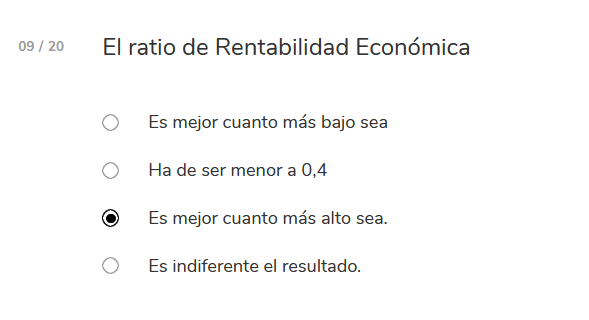 09 / 20
El ratio de Rentabilidad Económica
Es mejor cuanto más bajo sea
Ha de ser menor a 0,4
Es mejor cuanto más alto sea.
Es indiferente el resultado.